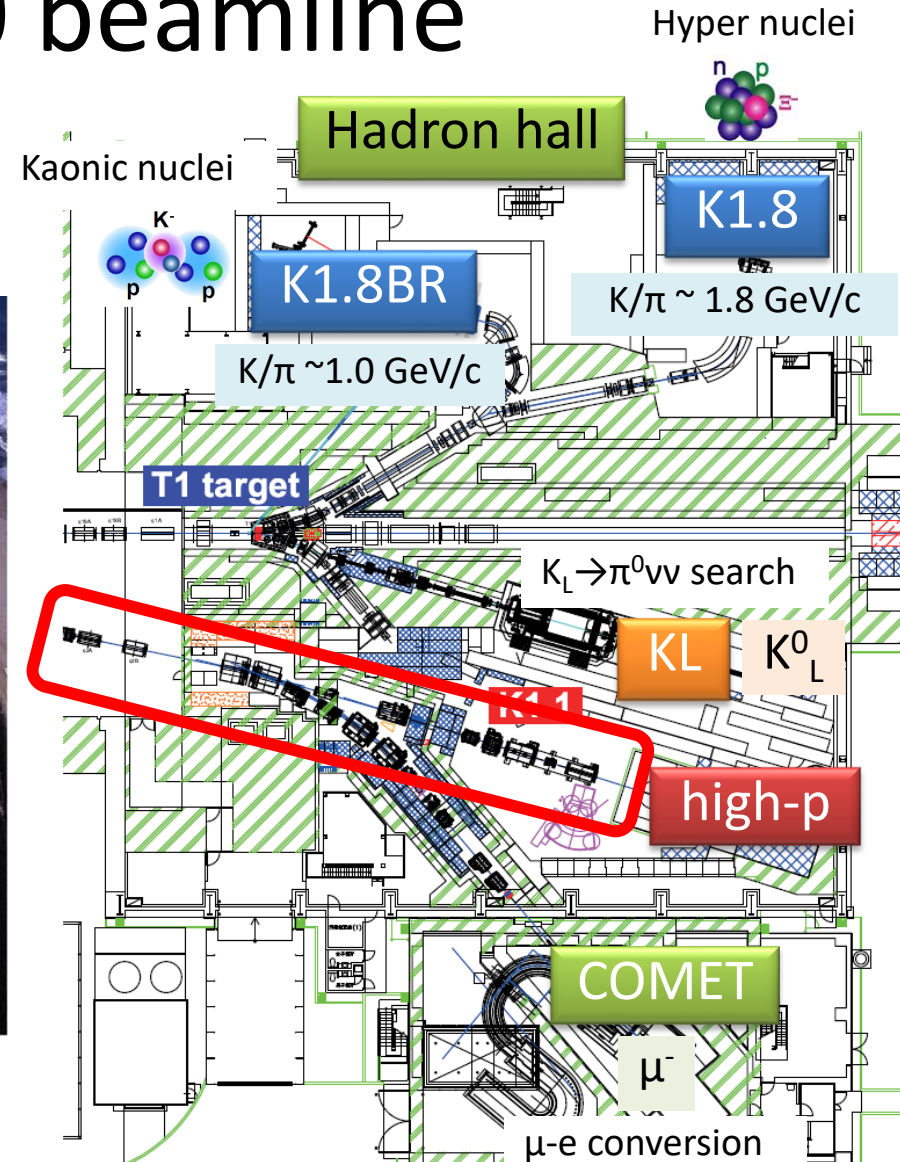 beamline
Hyper nuclei
n p
Ξ-
Hadron hall
Kaonic nuclei
K-
p p
K1.8
K1.8BR
K/π ~ 1.8 GeV/c
K/π ~1.0 GeV/c
T1 target
KL→π0νν search
KL
K0L
K1.1
high-p
COMET
μ-
μ-e conversion